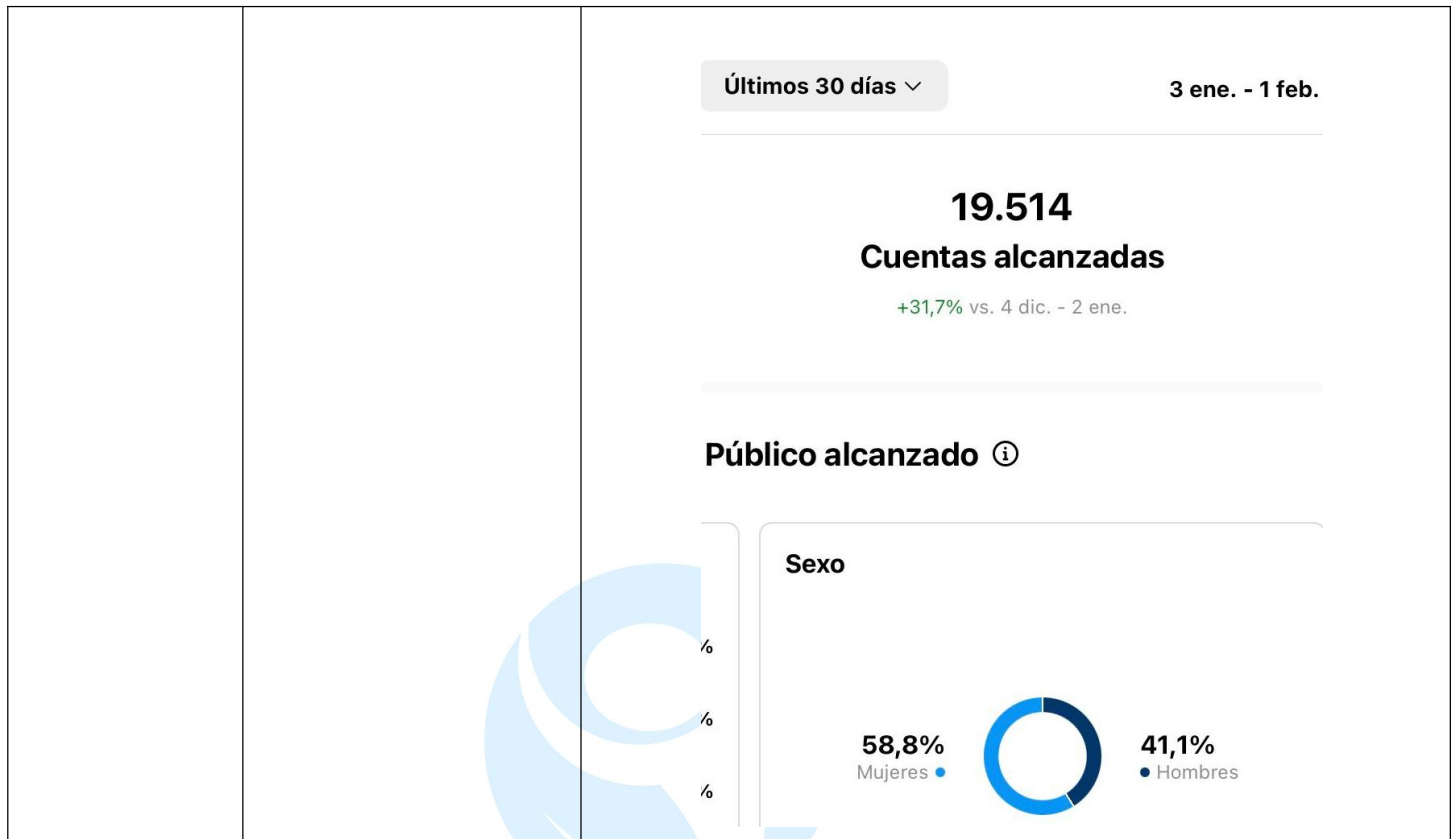 Últimos 30 días
3 ene. - 1 feb.
19.514
Cuentas alcanzadas
+31,7% vs. 4 dic. - 2 ene.
Público alcanzado
Sexo
%
%
%
58,8%
Mujeres
41,1%
Hombres